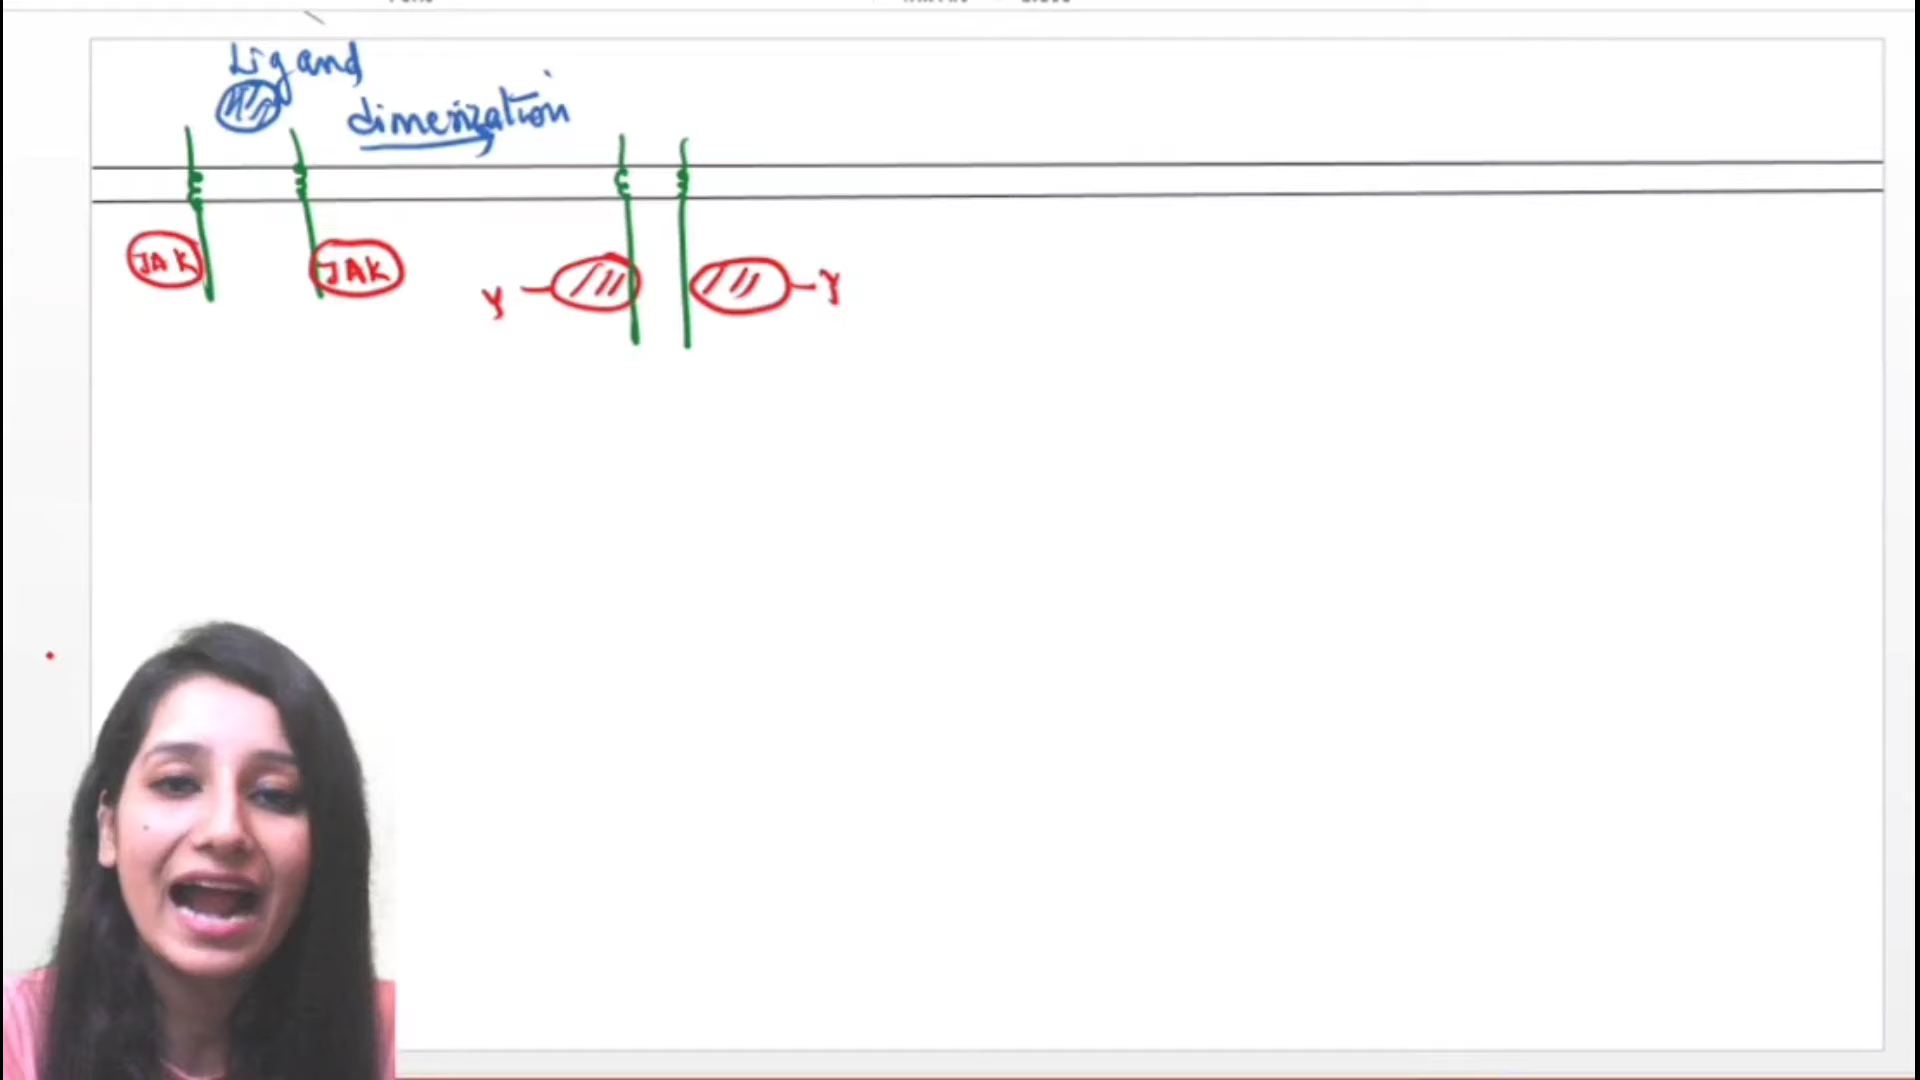 Ligand
dimerization
JAK
JAK
Y
Y